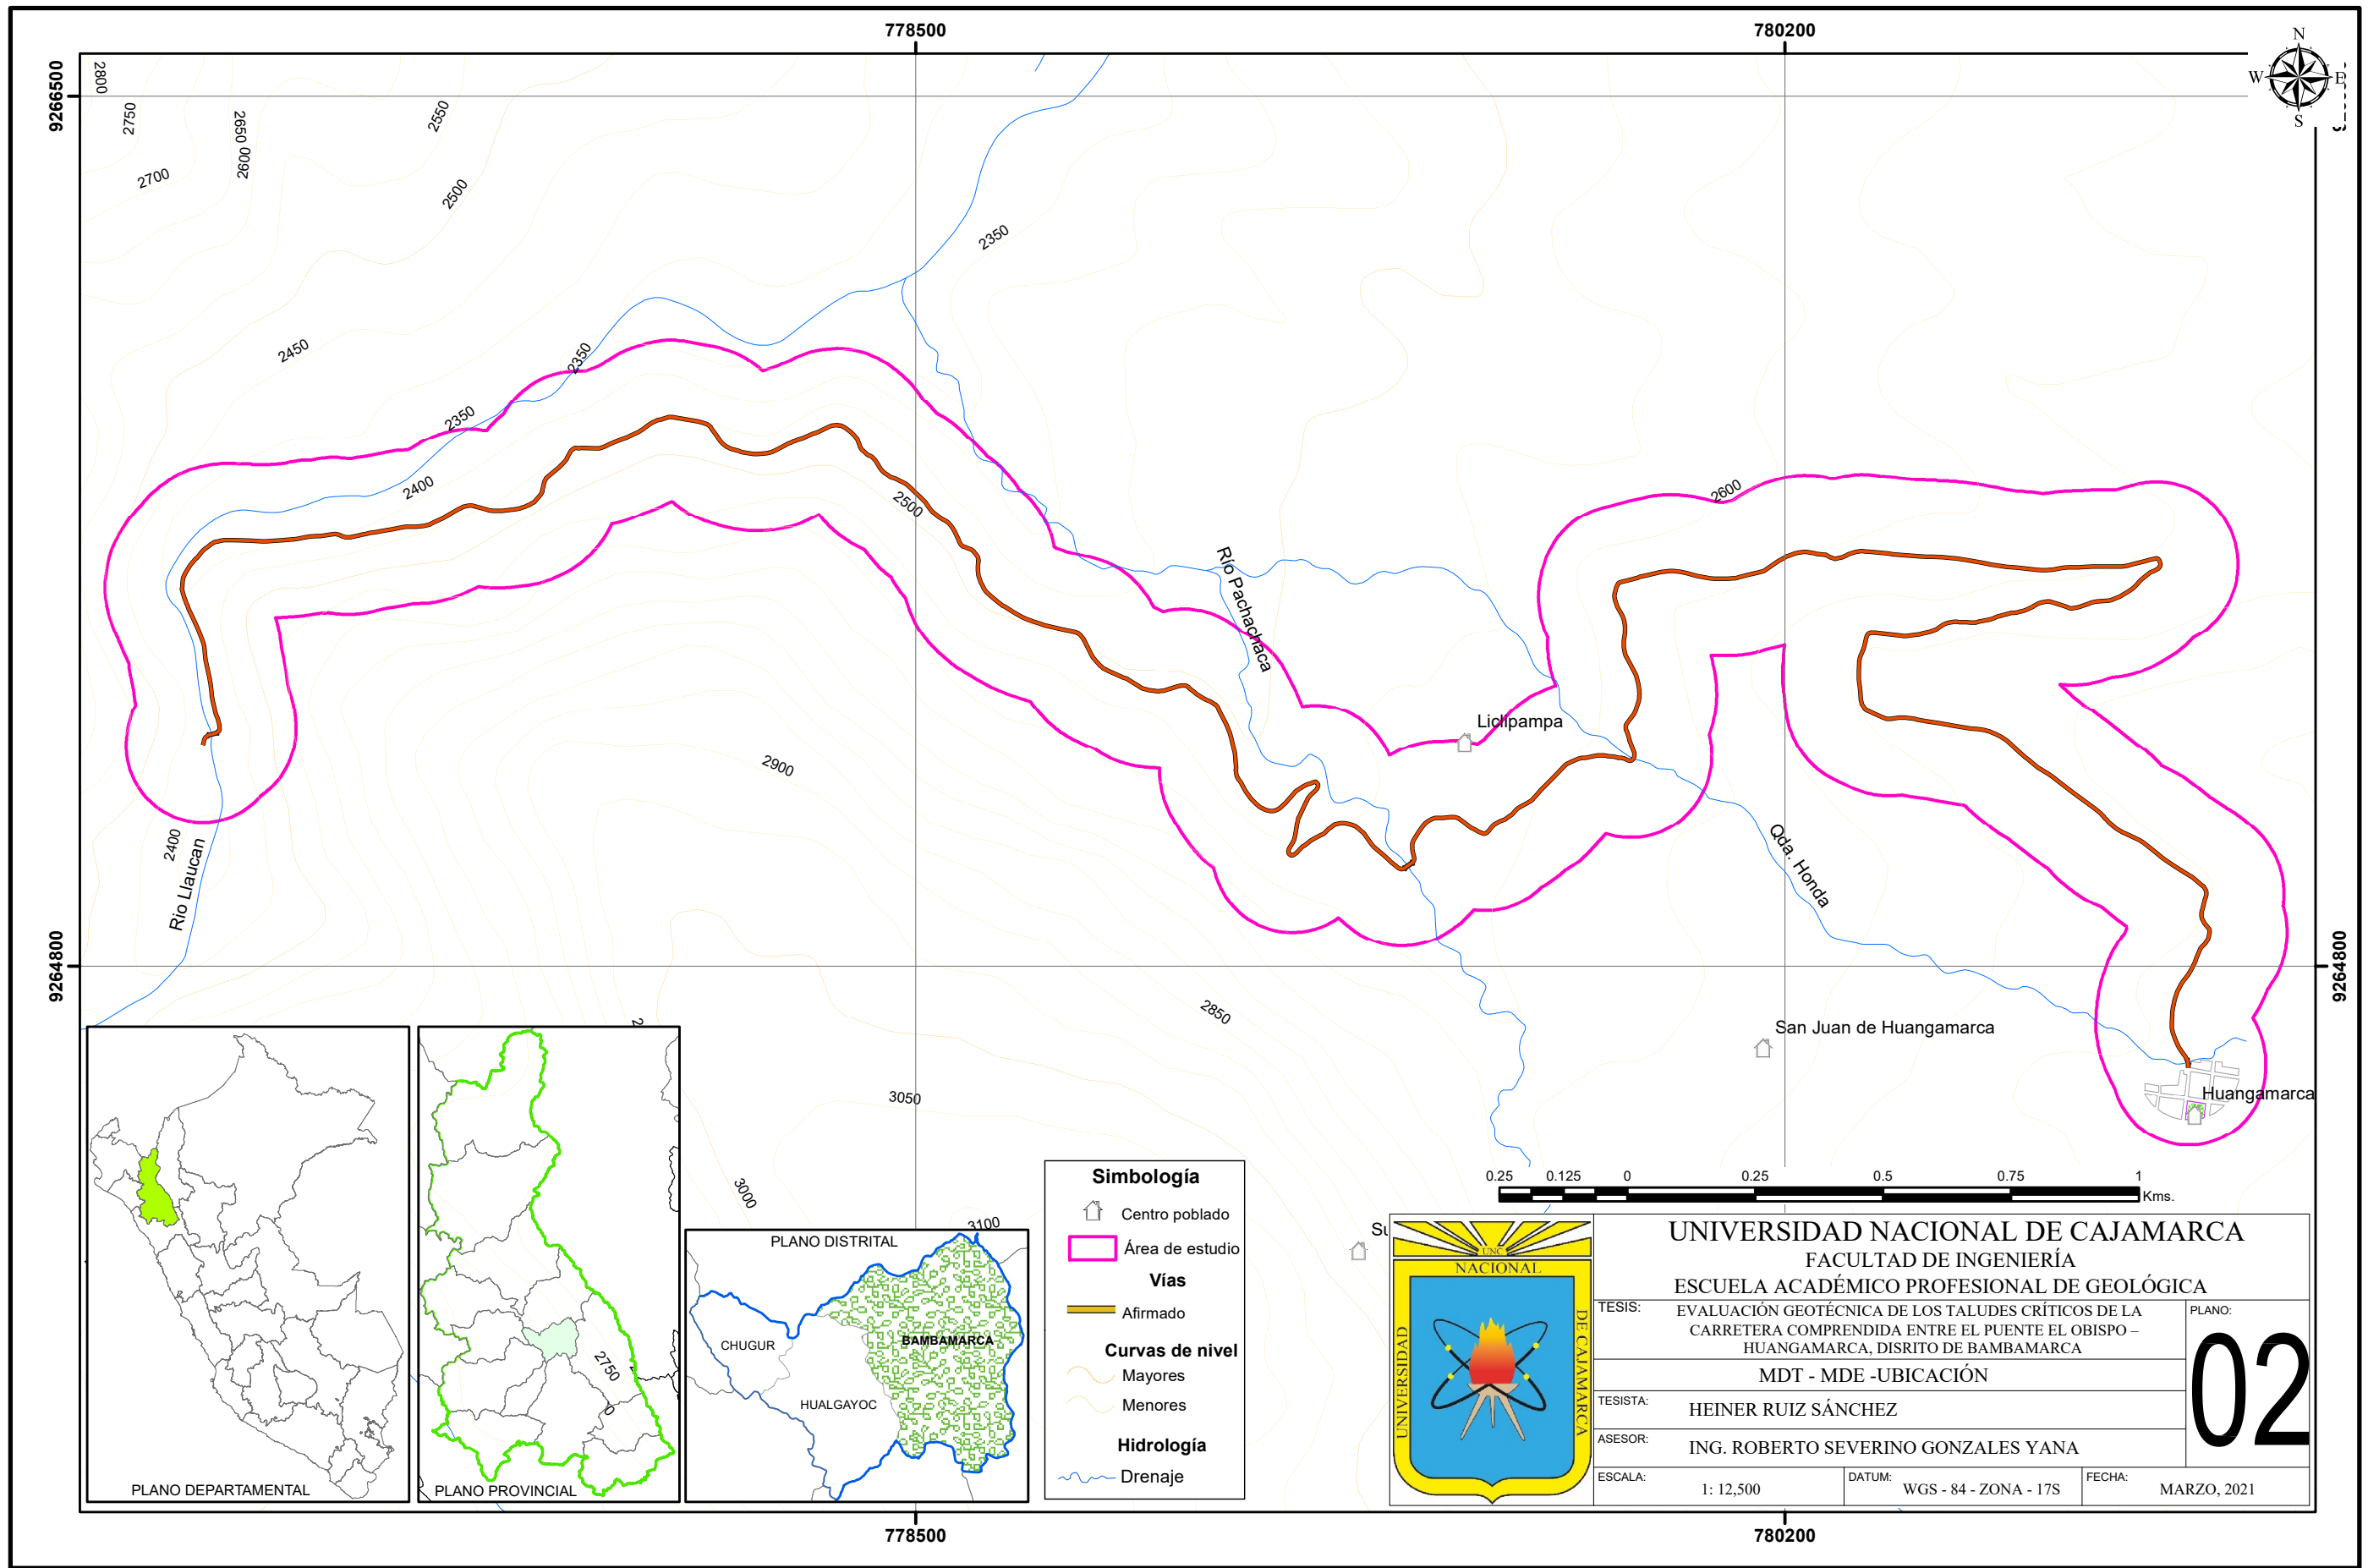 778500
780200
N
W
E
S
9266500
2800
2750
2700
2650
2600
2550
2500
2450
2350
2350
2350
2400
2500
2600
Río Pachachaca
Liclipampa
2900
2400
Rio Llaucan
Qda. Honda
9264800
9264800
2850
San Juan de Huangamarca
Huangamarca
3050
3000
3100
2750
0
2
Su
PLANO DEPARTAMENTAL
PLANO PROVINCIAL
PLANO DISTRITAL
CHUGUR
HUALGAYOC
BAMBAMARCA
Simbología
Centro poblado
Área de estudio
Vías
Afirmado
Curvas de nivel
Mayores
Menores
Hidrología
Drenaje
0.25 0.125 0 0.25 0.5 0.75 1
Kms.
UNC
NACIONAL
UNIVERSIDAD
DE CAJAMARCA
UNIVERSIDAD NACIONAL DE CAJAMARCA
FACULTAD DE INGENIERÍA
ESCUELA ACADÉMICO PROFESIONAL DE GEOLÓGICA
TESIS: EVALUACIÓN GEOTÉCNICA DE LOS TALUDES CRÍTICOS DE LA
CARRETERA COMPRENDIDA ENTRE EL PUENTE EL OBISPO –
HUANGAMARCA, DISRITO DE BAMBAMARCA
PLANO:
02
MDT - MDE -UBICACIÓN
TESISTA: HEINER RUIZ SÁNCHEZ
ASESOR: ING. ROBERTO SEVERINO GONZALES YANA
ESCALA: 1: 12,500
DATUM: WGS - 84 - ZONA - 17S
FECHA: MARZO, 2021
778500
780200